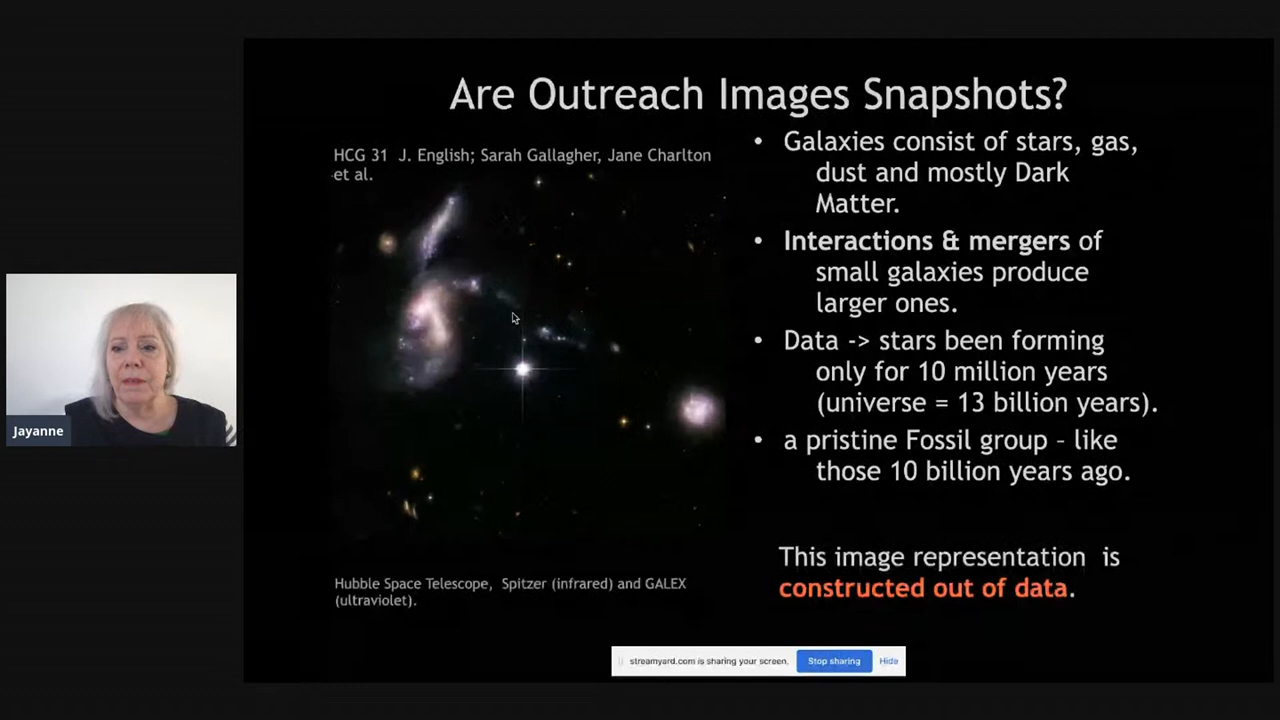 Are Outreach Images Snapshots?
HCG 31 J. English; Sarah Gallagher, Jane Charlton
et al.
• Galaxies consist of stars, gas,
dust and mostly Dark
Matter.
• Interactions & mergers of
small galaxies produce
larger ones.
• Data -> stars been forming
only for 10 million years
(universe = 13 billion years).
• a pristine Fossil group – like
those 10 billion years ago.
This image representation is
constructed out of data.
Hubble Space Telescope, Spitzer (infrared) and GALEX
(ultraviolet).
Jayanne
streamyard.com is sharing your screen. Stop sharing Hide